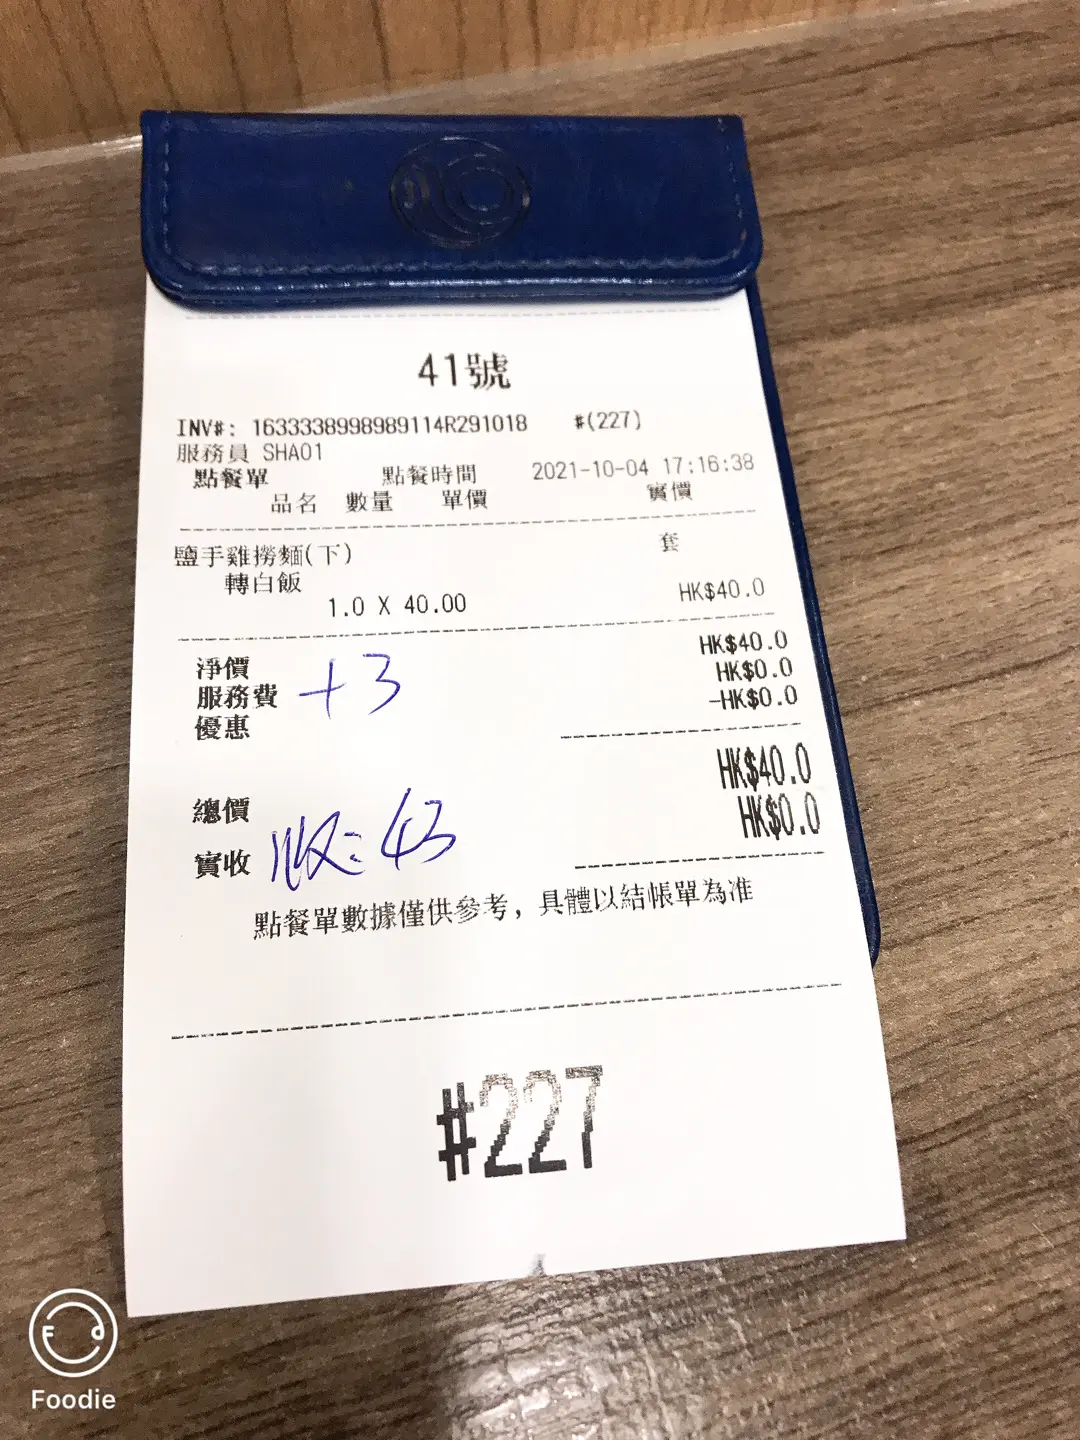 41號
INV#: 1633338998989114R291018 #(227)
服務員 SHA01
點餐單 點餐時間 2021-10-04 17:16:38
品名 數量 單價 實價
鹽手雞撈麵(下) 套
轉白飯
1.0 X 40.00 HK$40.0
淨價 HK$40.0
服務費 +3 HK$0.0
優惠 -HK$0.0
總價 HK$40.0
實收 收: 43 HK$0.0
點餐單數據僅供參考，具體以結帳單為准
#227
Foodie